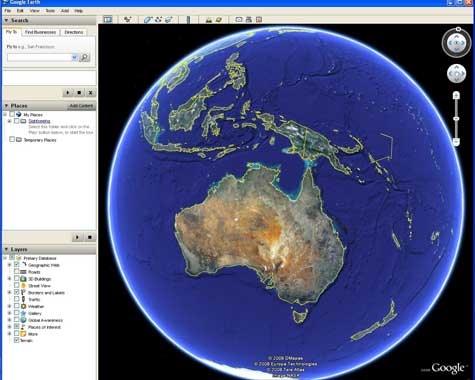 Google Earth
File Edit View Tools Add Help
Search
Fly To Find Businesses Directions
Fly to e.g., San Francisco
Places
Add Content
My Places
Sightseeing
Select this folder and click on the
'Play' button below, to start the tour
Temporary Places
Layers
Primary Database
Geographic Web
Roads
3D Buildings
Street View
Borders and Labels
Traffic
Weather
Gallery
Global Awareness
Places of Interest
More
Terrain
© 2008 DMapas
© 2008 Europa Technologies
© 2008 Tele Atlas
Image NASA
Google